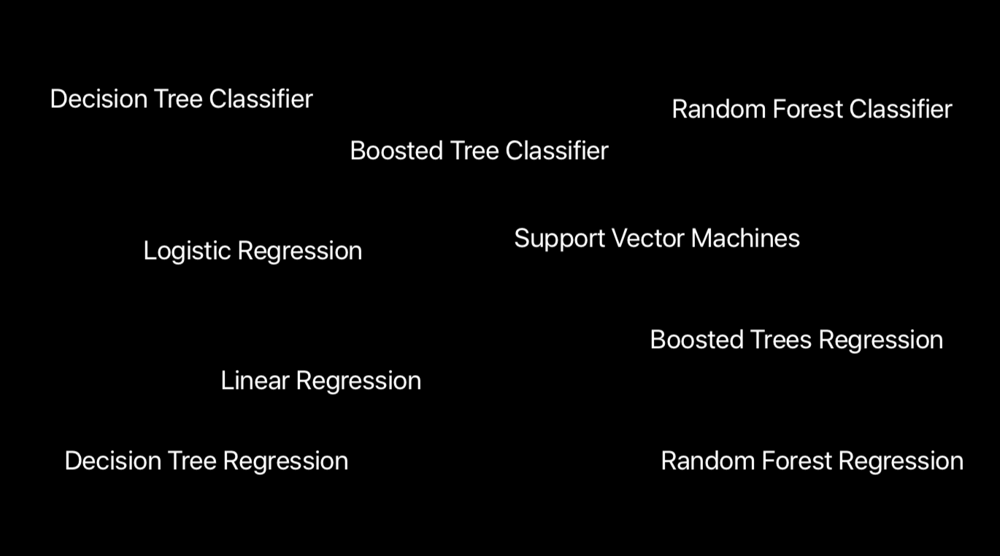 Decision Tree Classifier
Random Forest Classifier
Boosted Tree Classifier
Support Vector Machines
Logistic Regression
Boosted Trees Regression
Linear Regression
Decision Tree Regression
Random Forest Regression